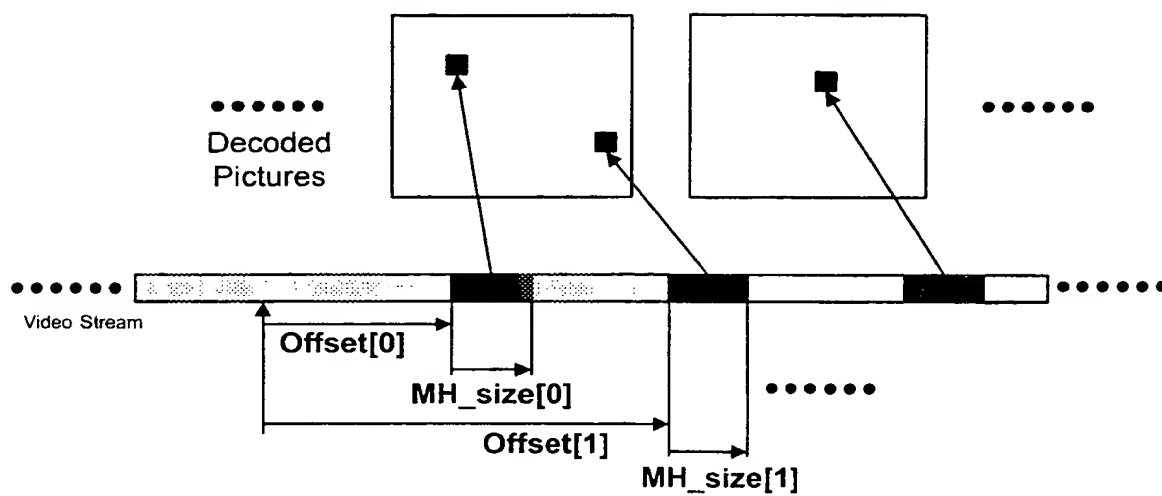 Decoded
Pictures
Video Stream
Offset[0]
MH_size[0]
Offset[1]
MH_size[1]